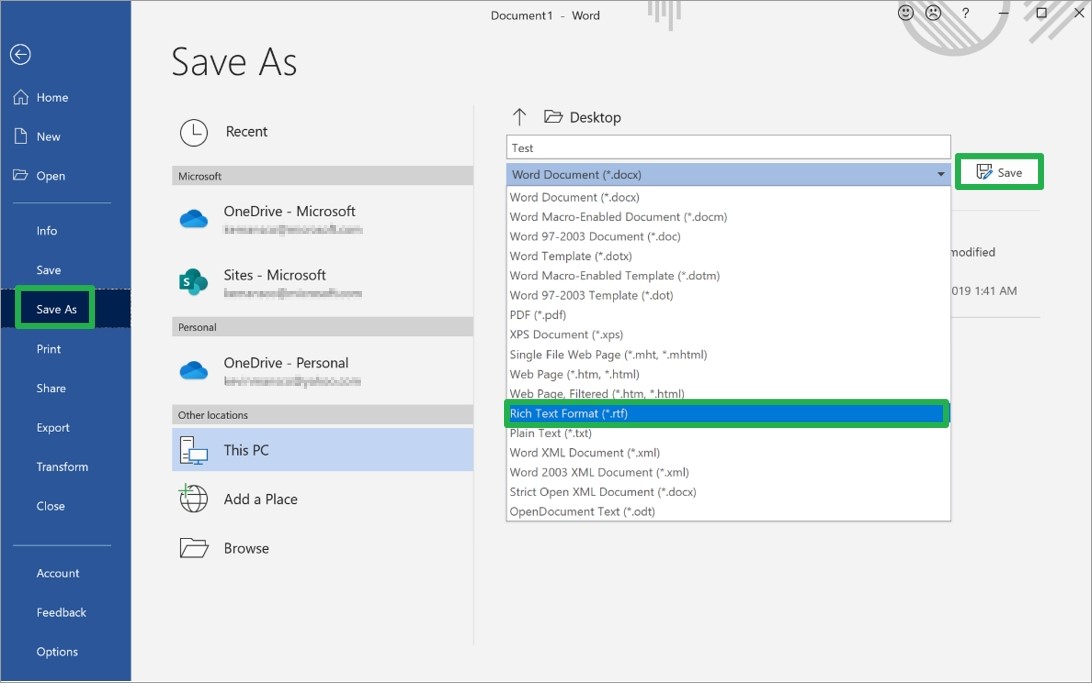 Document1 - Word
?
Save As
Home
New
Open
Info
Save
Save As
Print
Share
Export
Transform
Close
Account
Feedback
Options
Recent
Microsoft
OneDrive - Microsoft
Sites - Microsoft
Personal
OneDrive - Personal
Other locations
This PC
Add a Place
Browse
Desktop
Test
Word Document (*.docx)
Save
Word Document (*.docx)
Word Macro-Enabled Document (*.docm)
Word 97-2003 Document (*.doc)
Word Template (*.dotx)
Word Macro-Enabled Template (*.dotm)
Word 97-2003 Template (*.dot)
PDF (*.pdf)
XPS Document (*.xps)
Single File Web Page (*.mht, *.mhtml)
Web Page (*.htm, *.html)
Web Page, Filtered (*.htm, *.html)
Rich Text Format (*.rtf)
Plain Text (*.txt)
Word XML Document (*.xml)
Word 2003 XML Document (*.xml)
Strict Open XML Document (*.docx)
OpenDocument Text (*.odt)
modified
019 1:41 AM